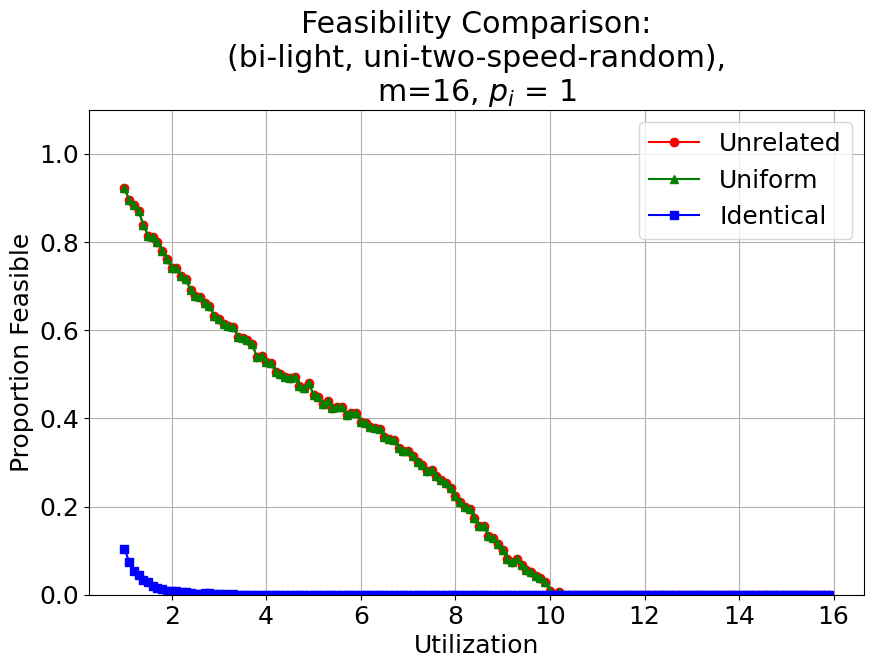 Feasibility Comparison:
(bi-light, uni-two-speed-random),
m=16, $p_i$ = 1
Unrelated
Uniform
Identical
Proportion Feasible
1.0
0.8
0.6
0.4
0.2
0.0
2 4 6 8 10 12 14 16
Utilization